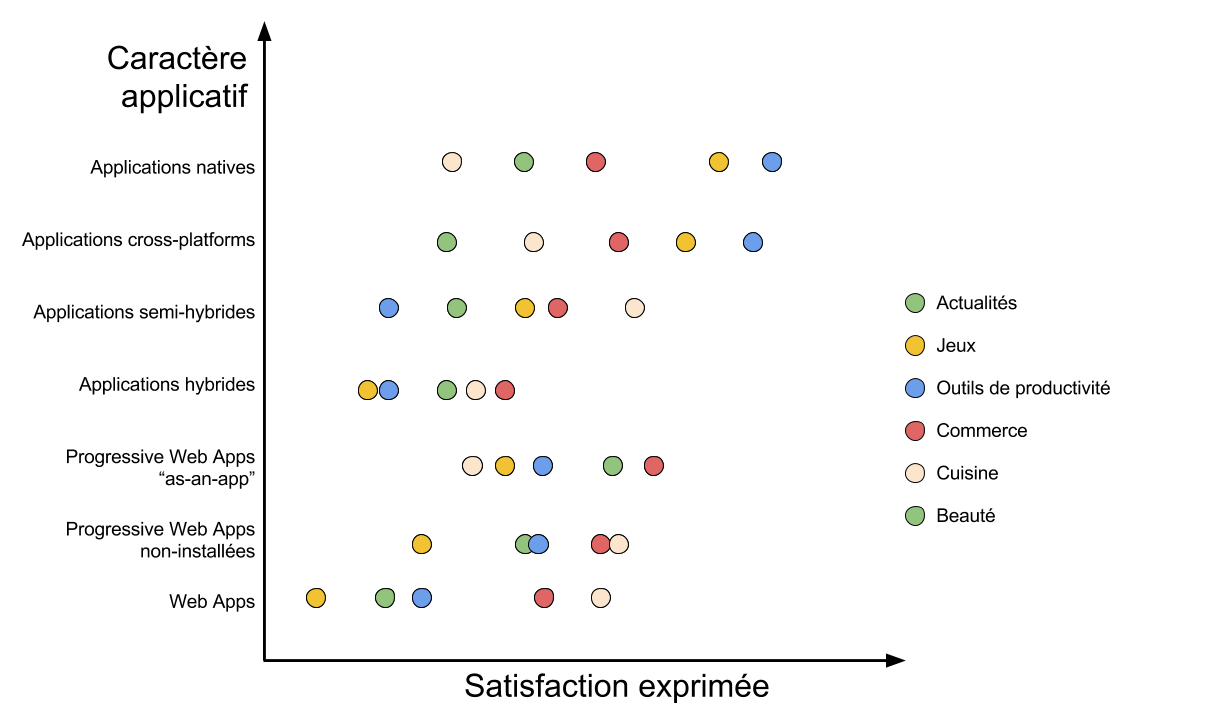 Caractère
applicatif
Applications natives
Applications cross-platforms
Applications semi-hybrides
Applications hybrides
Progressive Web Apps
“as-an-app”
Progressive Web Apps
non-installées
Web Apps
Satisfaction exprimée
Actualités
Jeux
Outils de productivité
Commerce
Cuisine
Beauté